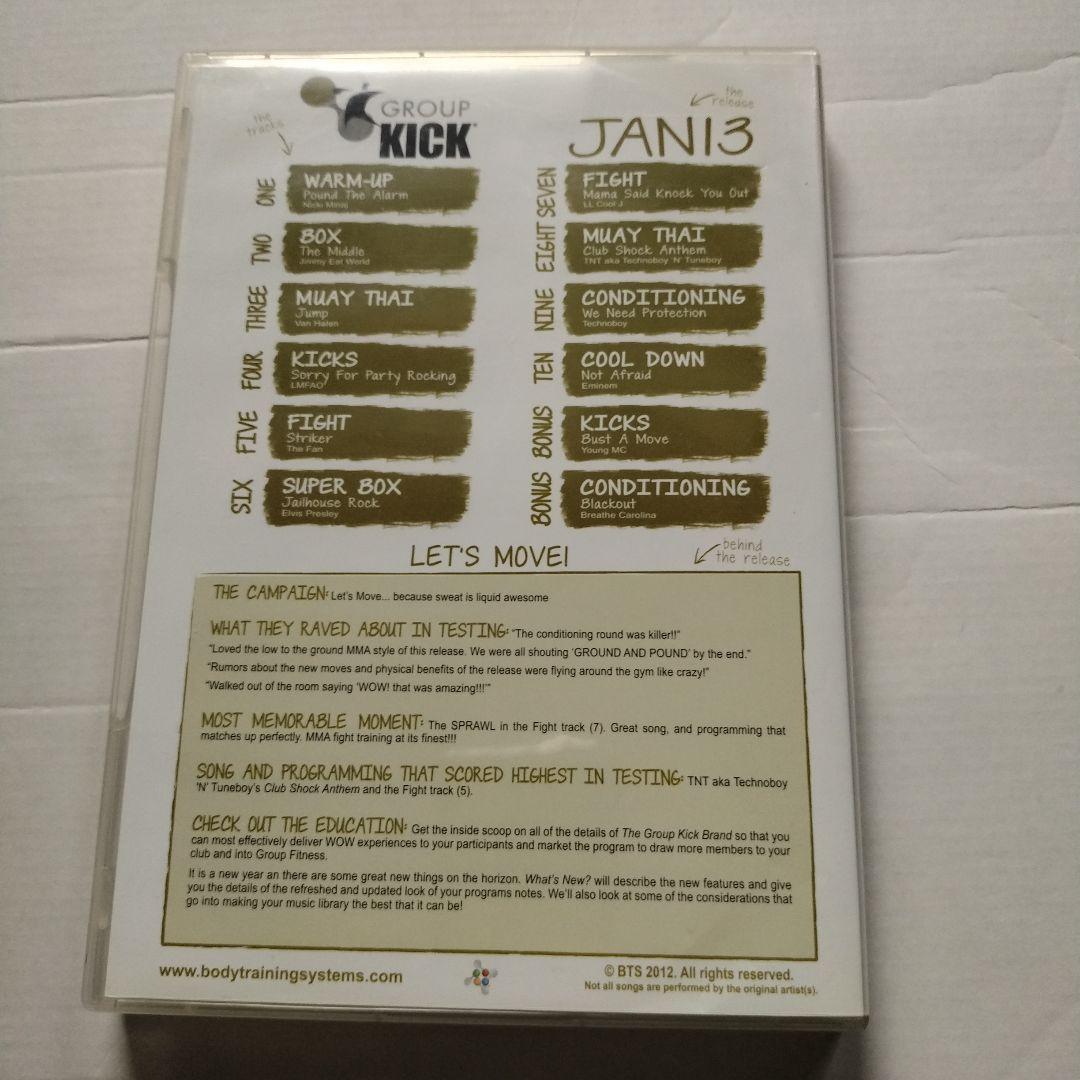 the tracks
GROUP
KICK
the release
JAN13
ONE
WARM-UP
Pound The Alarm
Nicki Minaj
TWO
BOX
The Middle
Jimmy Eat World
THREE
MUAY THAI
Jump
Van Halen
FOUR
KICKS
Sorry For Party Rocking
LMFAO
FIVE
FIGHT
Striker
The Fan
SIX
SUPER BOX
Jailhouse Rock
Elvis Presley
SEVEN
FIGHT
Mama Said Knock You Out
LL Cool J
EIGHT
MUAY THAI
Club Shock Anthem
TNT aka Technoboy 'N' Tuneboy
NINE
CONDITIONING
We Need Protection
Technoboy
TEN
COOL DOWN
Not Afraid
Eminem
BONUS
KICKS
Bust A Move
Young MC
BONUS
CONDITIONING
Blackout
Breathe Carolina
LET'S MOVE!
behind
the release
THE CAMPAIGN: Let's Move... because sweat is liquid awesome
WHAT THEY RAVED ABOUT IN TESTING: "The conditioning round was killer!!"
"Loved the low to the ground MMA style of this release. We were all shouting 'GROUND AND POUND' by the end."
"Rumors about the new moves and physical benefits of the release were flying around the gym like crazy!"
"Walked out of the room saying 'WOW! that was amazing!!!'"
MOST MEMORABLE MOMENT: The SPRAWL in the Fight track (7). Great song, and programming that
matches up perfectly. MMA fight training at its finest!!!
SONG AND PROGRAMMING THAT SCORED HIGHEST IN TESTING: TNT aka Technoboy
'N' Tuneboy's Club Shock Anthem and the Fight track (5).
CHECK OUT THE EDUCATION: Get the inside scoop on all of the details of The Group Kick Brand so that you
can most effectively deliver WOW experiences to your participants and market the program to draw more members to your
club and into Group Fitness.
It is a new year an there are some great new things on the horizon. What's New? will describe the new features and give
you the details of the refreshed and updated look of your programs notes. We'll also look at some of the considerations that
go into making your music library the best that it can be!
www.bodytrainingsystems.com
© BTS 2012. All rights reserved.
Not all songs are performed by the original artist(s).